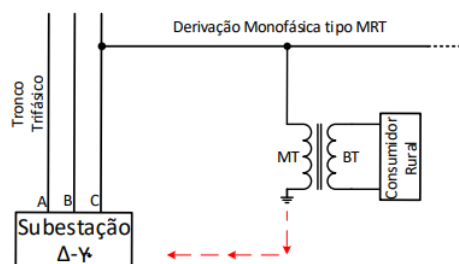 Derivação Monofásica tipo MRT
Tronco
Trifásico
MT
BT
Consumidor
Rural
A
B
C
Subestação
Δ-Y